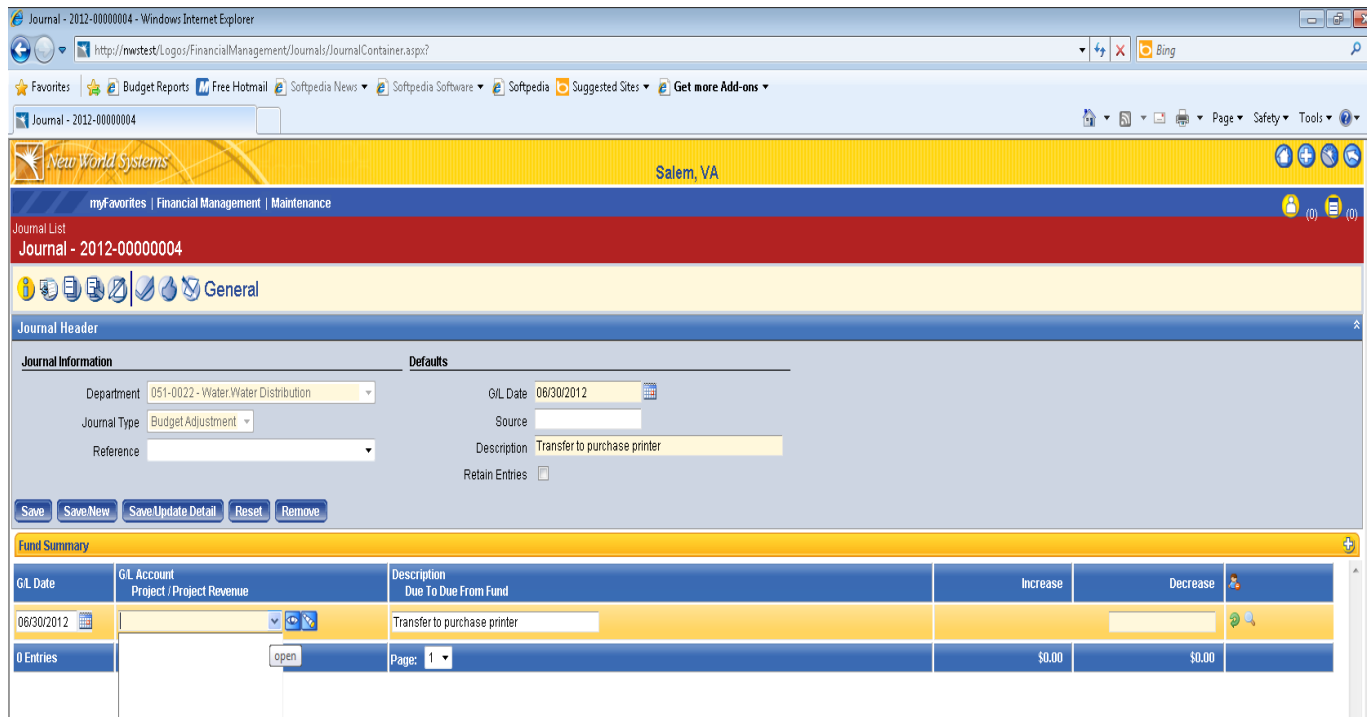 Journal - 2012-00000004 - Windows Internet Explorer
http://nwstest/Logos/FinancialManagement/Journals/JournalContainer.aspx?
Bing
Favorites Budget Reports Free Hotmail Softpedia News Softpedia Software Softpedia Suggested Sites Get more Add-ons
Journal - 2012-00000004
Page Safety Tools
New World Systems
Salem, VA
myFavorites | Financial Management | Maintenance
(0) (0)
Journal List
Journal - 2012-00000004
General
Journal Header
Journal Information Defaults
Department 051-0022 - Water.Water Distribution G/L Date 06/30/2012
Journal Type Budget Adjustment Source
Reference Description Transfer to purchase printer
Retain Entries
Save Save/New Save/Update Detail Reset Remove
Fund Summary
G/L Date G/L Account Description Increase Decrease
Project / Project Revenue Due To Due From Fund
06/30/2012 Transfer to purchase printer
0 Entries open Page: 1 $0.00 $0.00